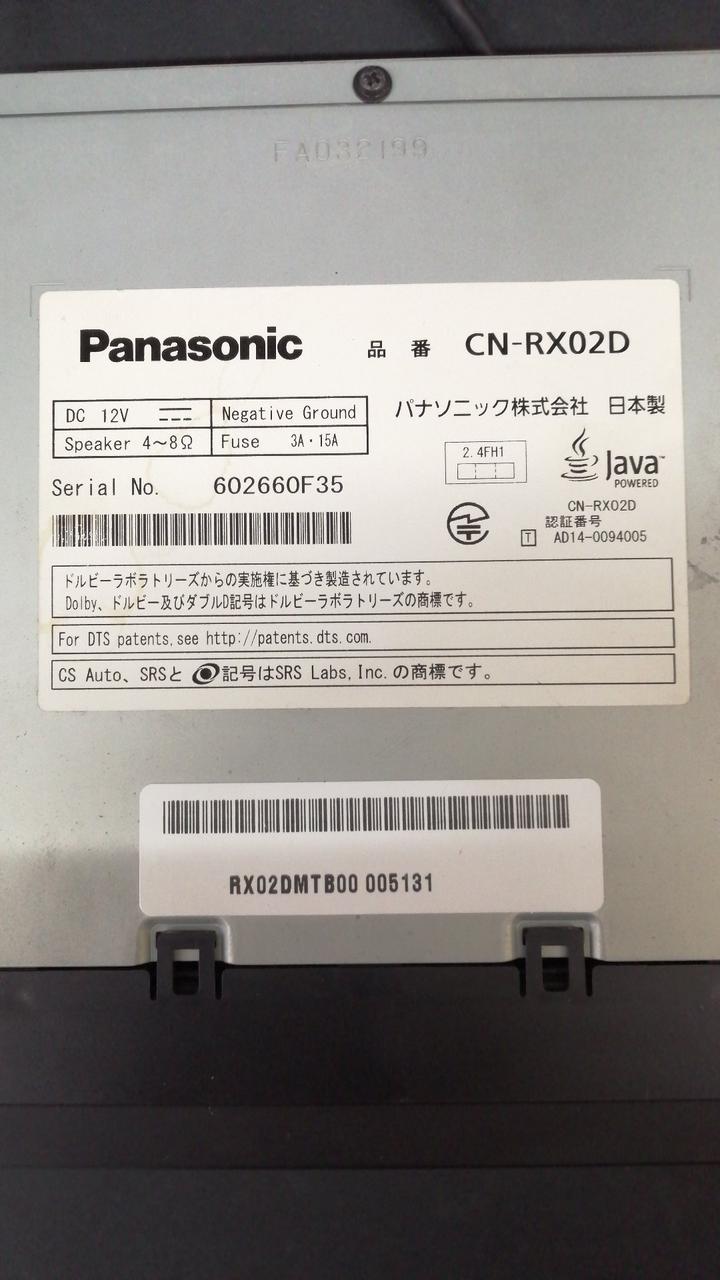 FA032199
Panasonic 品番 CN-RX02D
DC 12V Negative Ground
Speaker 4～8Ω Fuse 3A・15A
パナソニック株式会社 日本製
2.4FH1
Java™
POWERED
Serial No. 602660F35
CN-RX02D
認証番号
T AD14-0094005
ドルビーラボラトリーズからの実施権に基づき製造されています。
Dolby、ドルビー及びダブルD記号はドルビーラボラトリーズの商標です。
For DTS patents,see http://patents.dts.com.
CS Auto、SRSと 記号はSRS Labs,Inc.の商標です。
RX02DMTB00 005131